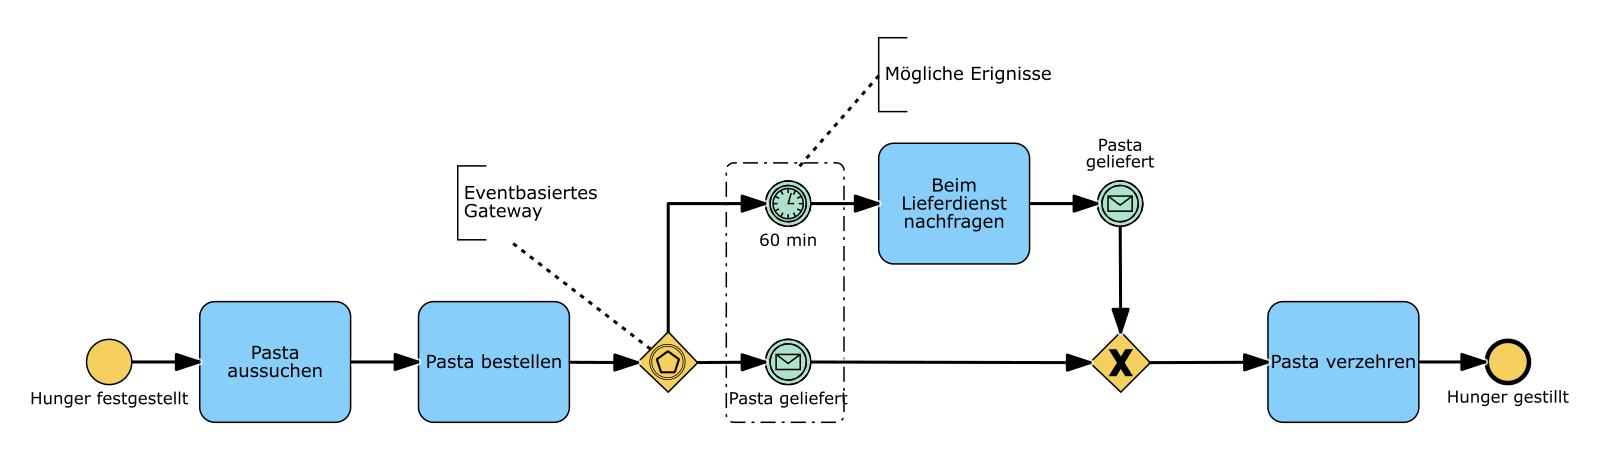 Mögliche Erignisse
Pasta
geliefert
Eventbasiertes
Gateway
Beim
Lieferdienst
nachfragen
60 min
Pasta
aussuchen
Pasta bestellen
Pasta verzehren
Hunger festgestellt
Pasta geliefert
Hunger gestillt